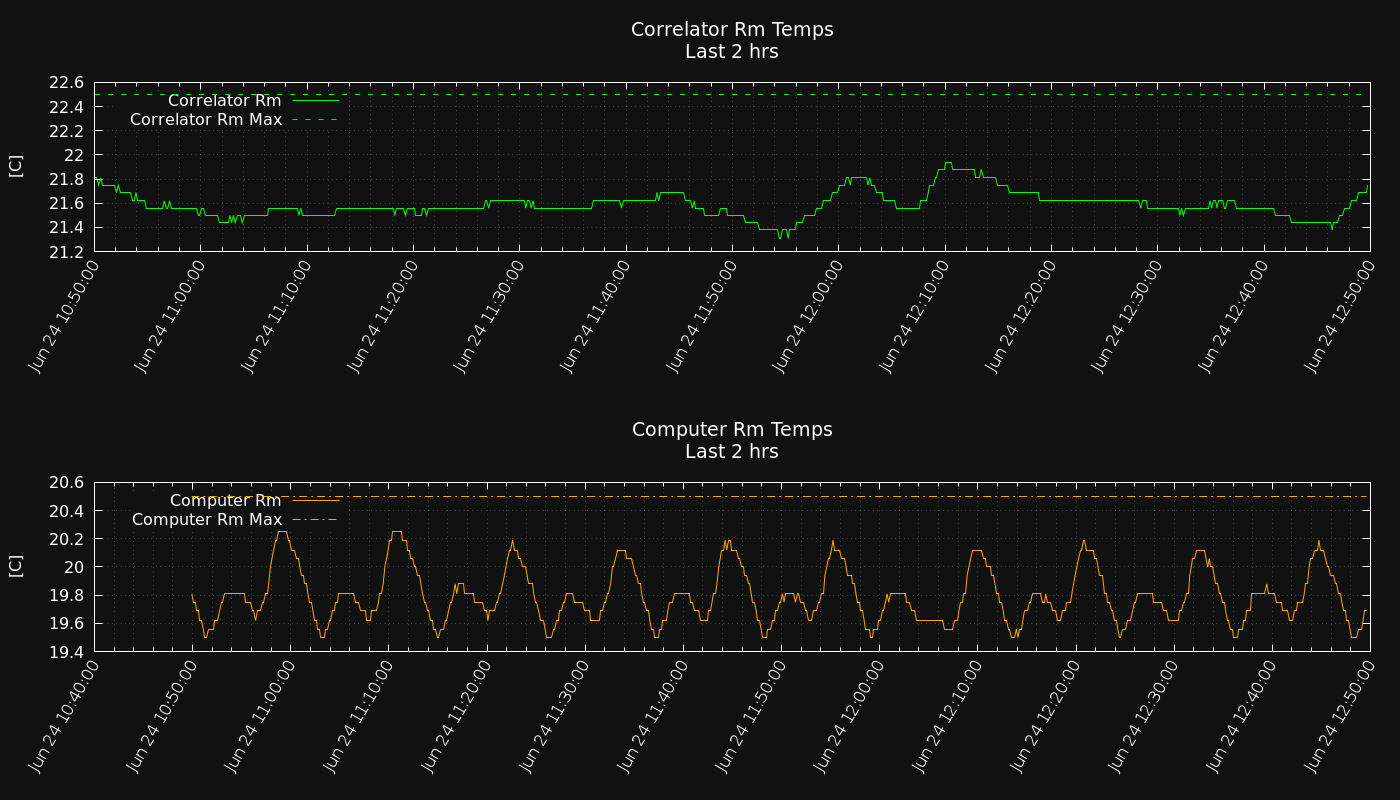 Correlator Rm Temps
Last 2 hrs
22.6
22.4
22.2
22
21.8
21.6
21.4
21.2
[C]
Correlator Rm
Correlator Rm Max
Jun 24 10:50:00
Jun 24 11:00:00
Jun 24 11:10:00
Jun 24 11:20:00
Jun 24 11:30:00
Jun 24 11:40:00
Jun 24 11:50:00
Jun 24 12:00:00
Jun 24 12:10:00
Jun 24 12:20:00
Jun 24 12:30:00
Jun 24 12:40:00
Jun 24 12:50:00
Computer Rm Temps
Last 2 hrs
20.6
20.4
20.2
20
19.8
19.6
19.4
[C]
Computer Rm
Computer Rm Max
Jun 24 10:40:00
Jun 24 10:50:00
Jun 24 11:00:00
Jun 24 11:10:00
Jun 24 11:20:00
Jun 24 11:30:00
Jun 24 11:40:00
Jun 24 11:50:00
Jun 24 12:00:00
Jun 24 12:10:00
Jun 24 12:20:00
Jun 24 12:30:00
Jun 24 12:40:00
Jun 24 12:50:00